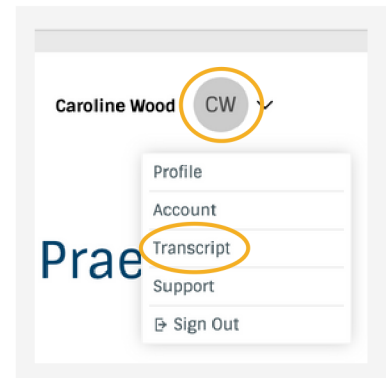 Caroline Wood CW
Profile
Account
Transcript
Prae
Support
Sign Out